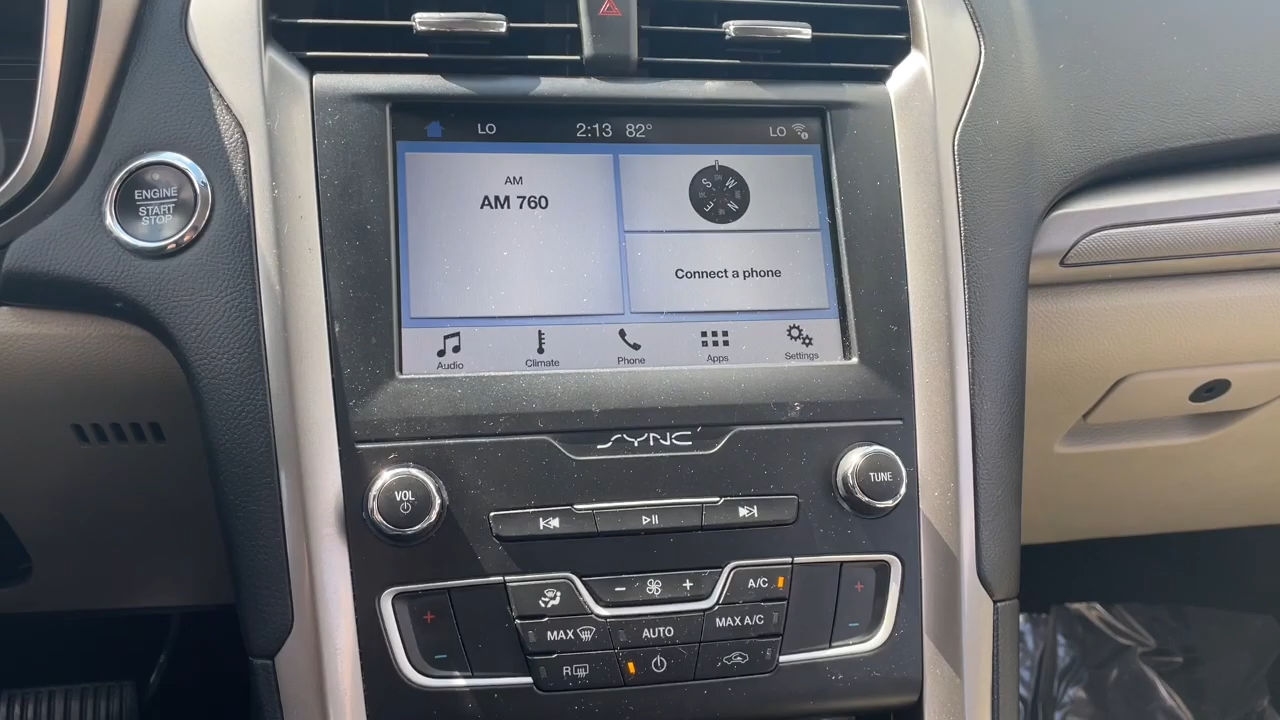 LO 2:13 82° LO
AM
AM 760
S W
E N
Connect a phone
Audio Climate Phone Apps Settings
ENGINE
START
STOP
SYNC
VOL
TUNE
A/C
MAX AUTO MAX A/C
R